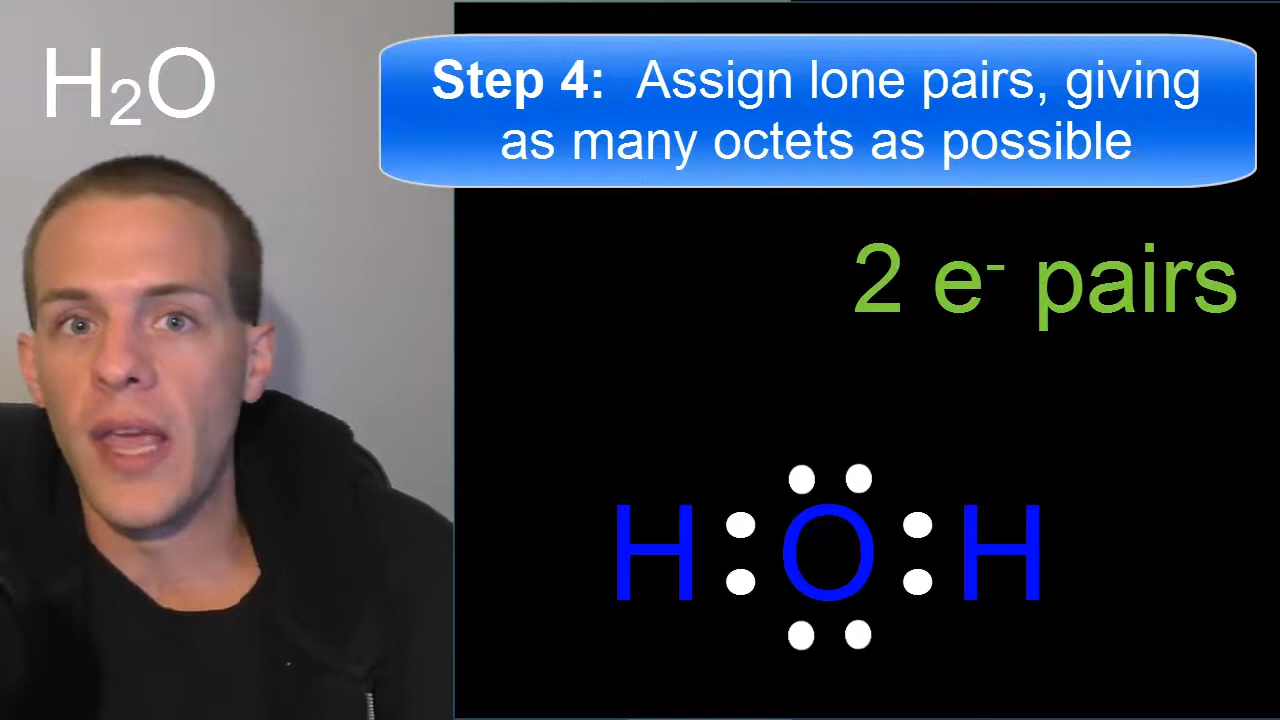 H₂O
Step 4: Assign lone pairs, giving
as many octets as possible
2 e⁻ pairs
H : O : H